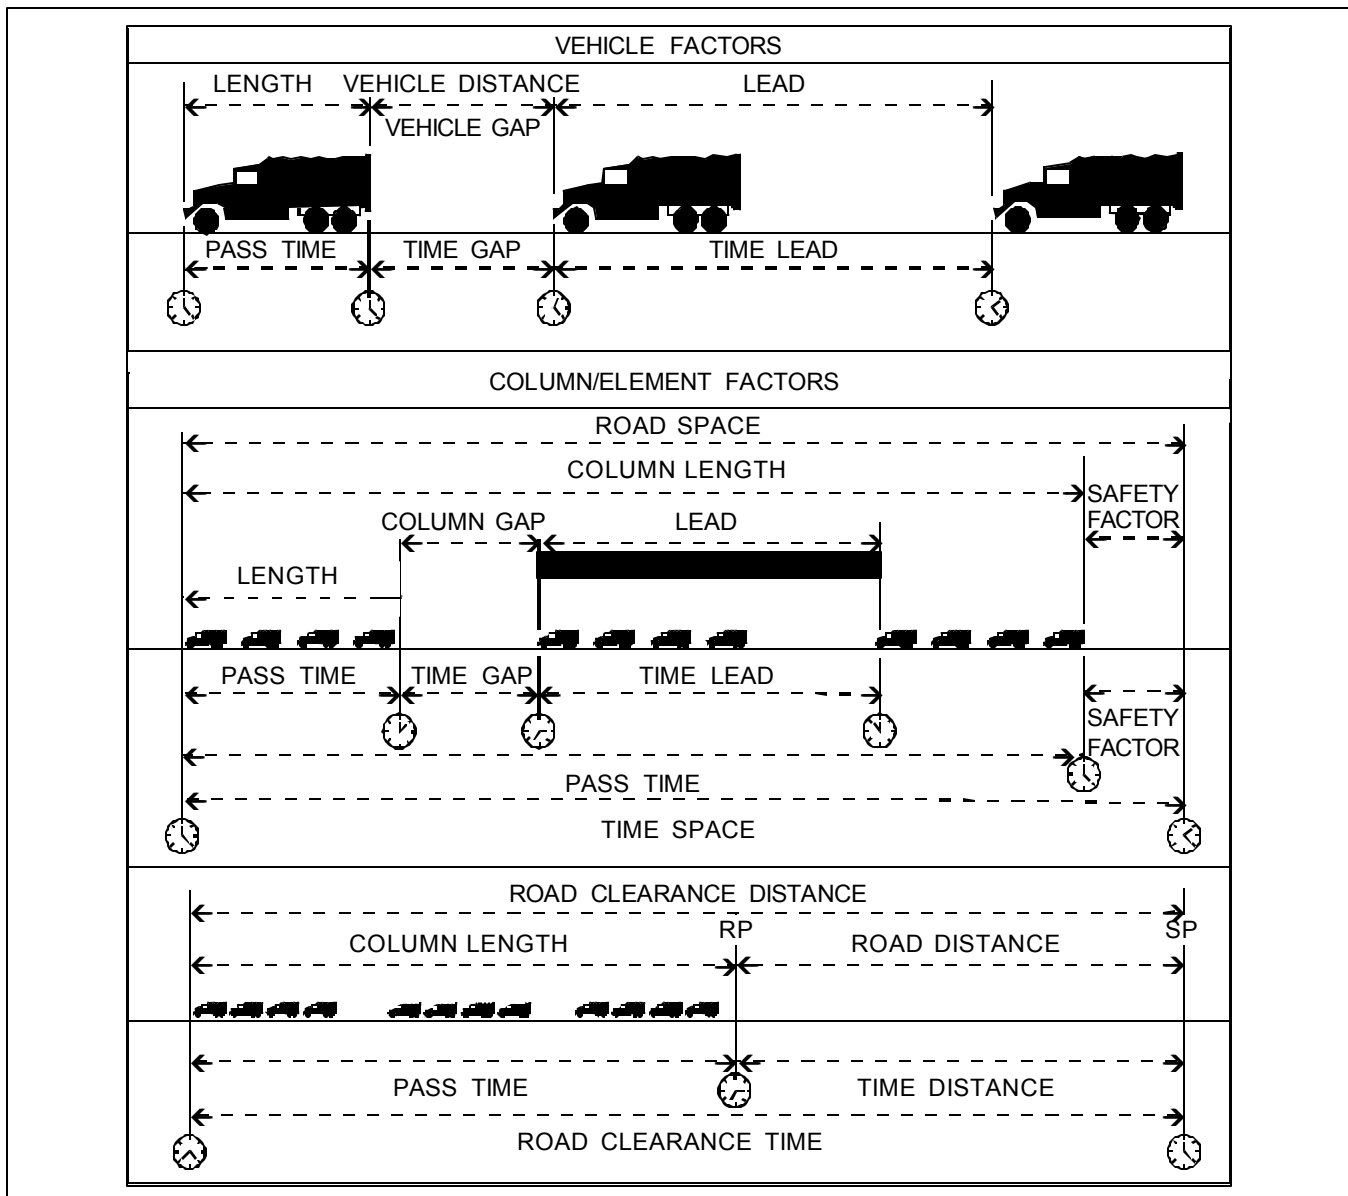 VEHICLE FACTORS
LENGTH VEHICLE DISTANCE LEAD
VEHICLE GAP
PASS TIME TIME GAP TIME LEAD
COLUMN/ELEMENT FACTORS
ROAD SPACE
COLUMN LENGTH
SAFETY
FACTOR
COLUMN GAP LEAD
LENGTH
PASS TIME TIME GAP TIME LEAD
SAFETY
FACTOR
PASS TIME
TIME SPACE
ROAD CLEARANCE DISTANCE
RP SP
COLUMN LENGTH ROAD DISTANCE
PASS TIME TIME DISTANCE
ROAD CLEARANCE TIME